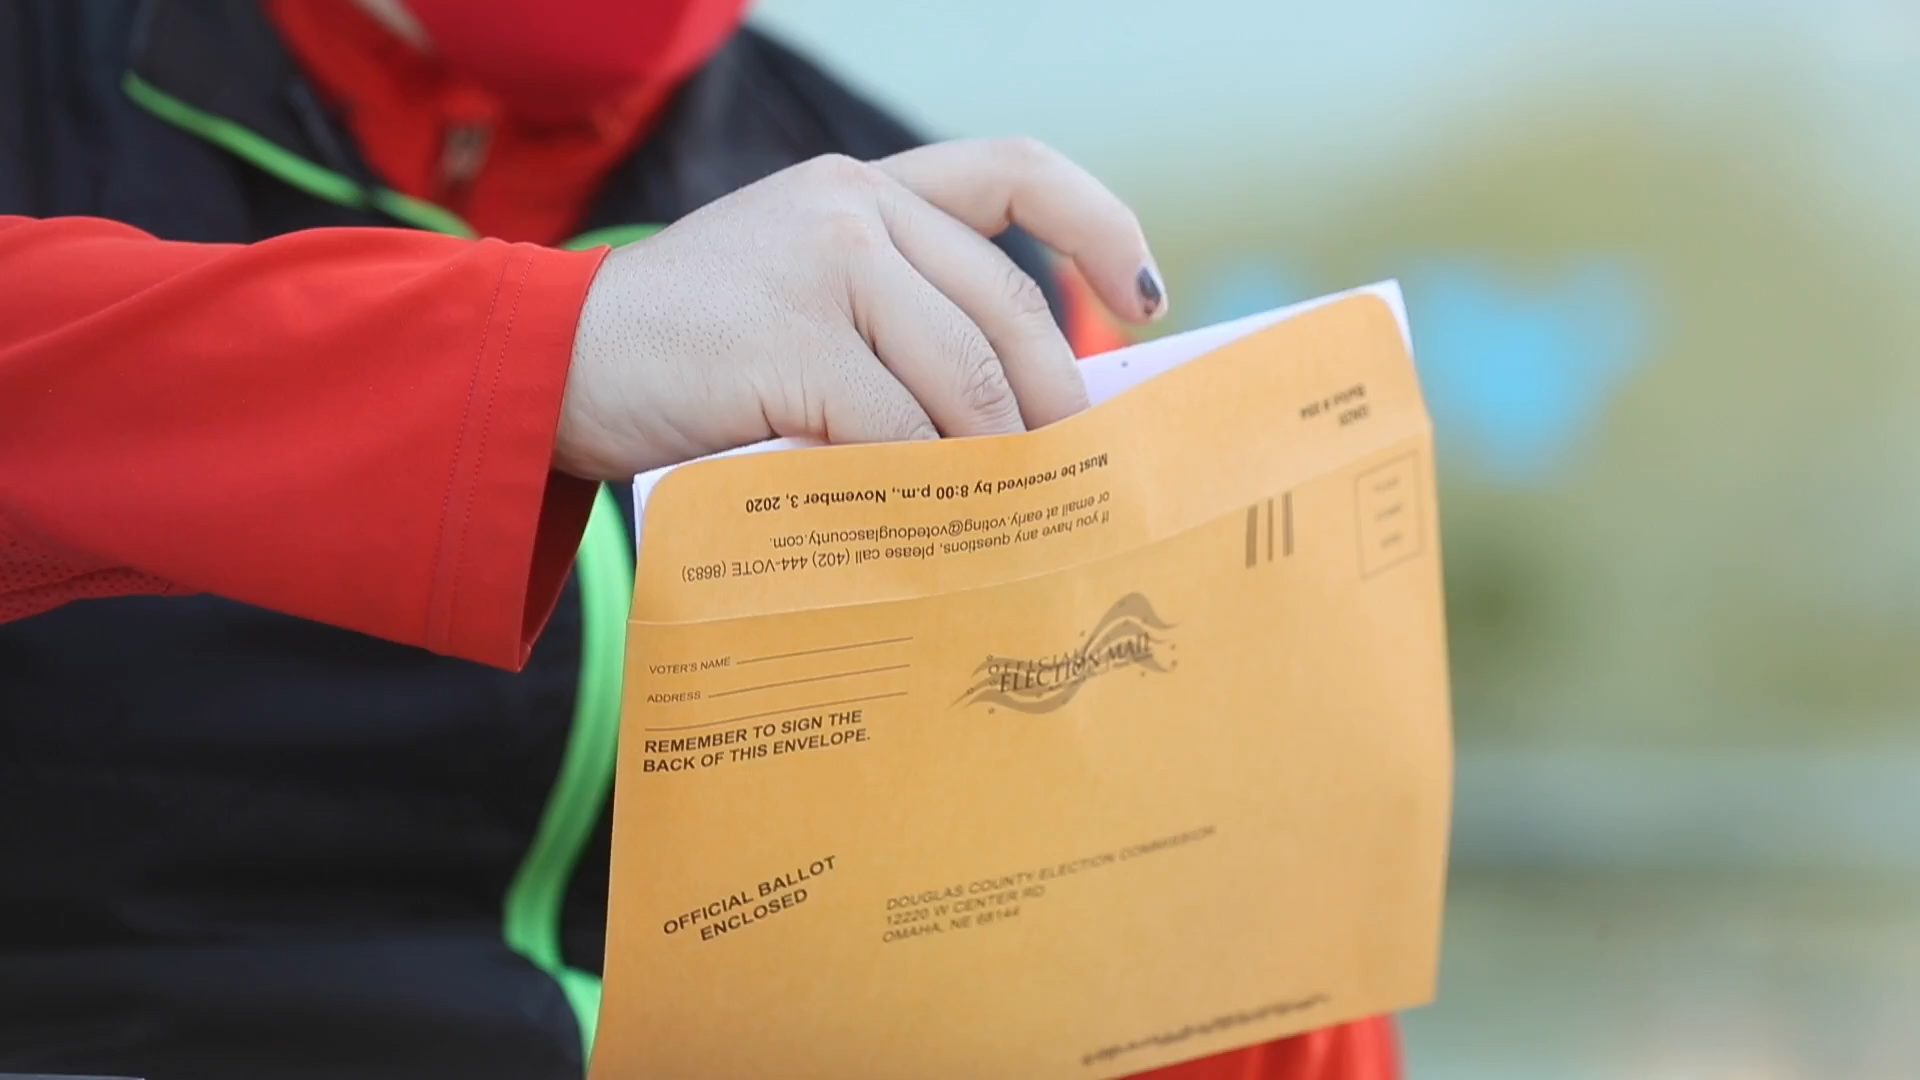 Must be received by 8:00 p.m., November 3, 2020
If you have any questions, please call (402) 444-VOTE (8683)
or email at early.voting@votedouglascounty.com.
VOTER'S NAME
ADDRESS
REMEMBER TO SIGN THE
BACK OF THIS ENVELOPE.
OFFICIAL
ELECTION MAIL
OFFICIAL BALLOT
ENCLOSED
DOUGLAS COUNTY ELECTION COMMISSION
12220 W CENTER RD
OMAHA, NE 68144